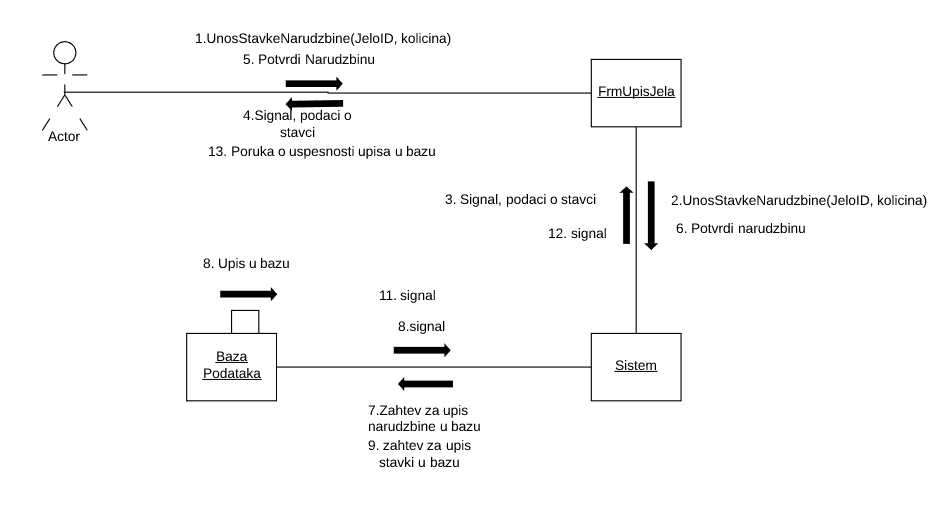 1.UnosStavkeNarudzbine(JeloID, kolicina)
5. Potvrdi Narudzbinu
FrmUpisJela
4.Signal, podaci o
stavci
Actor
13. Poruka o uspesnosti upisa u bazu
3. Signal, podaci o stavci
2.UnosStavkeNarudzbine(JeloID, kolicina)
12. signal
6. Potvrdi narudzbinu
8. Upis u bazu
11. signal
8.signal
Baza
Podataka
Sistem
7.Zahtev za upis
narudzbine u bazu
9. zahtev za upis
stavki u bazu